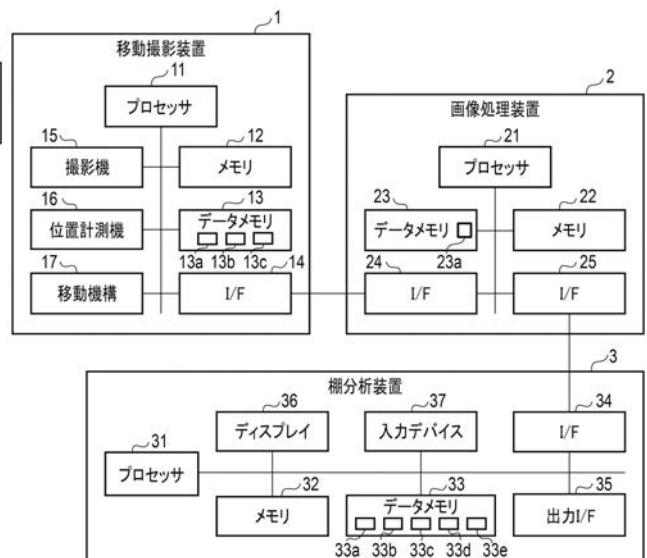 1
移動撮影装置
11
プロセッサ
15
撮影機
12
メモリ
16
位置計測機
13
データメモリ
13a 13b 13c
17
移動機構
14
I/F
2
画像処理装置
21
プロセッサ
23
データメモリ
23a
22
メモリ
24
I/F
25
I/F
3
棚分析装置
36
ディスプレイ
37
入力デバイス
34
I/F
31
プロセッサ
32
メモリ
33
データメモリ
33a 33b 33c 33d 33e
35
出力I/F